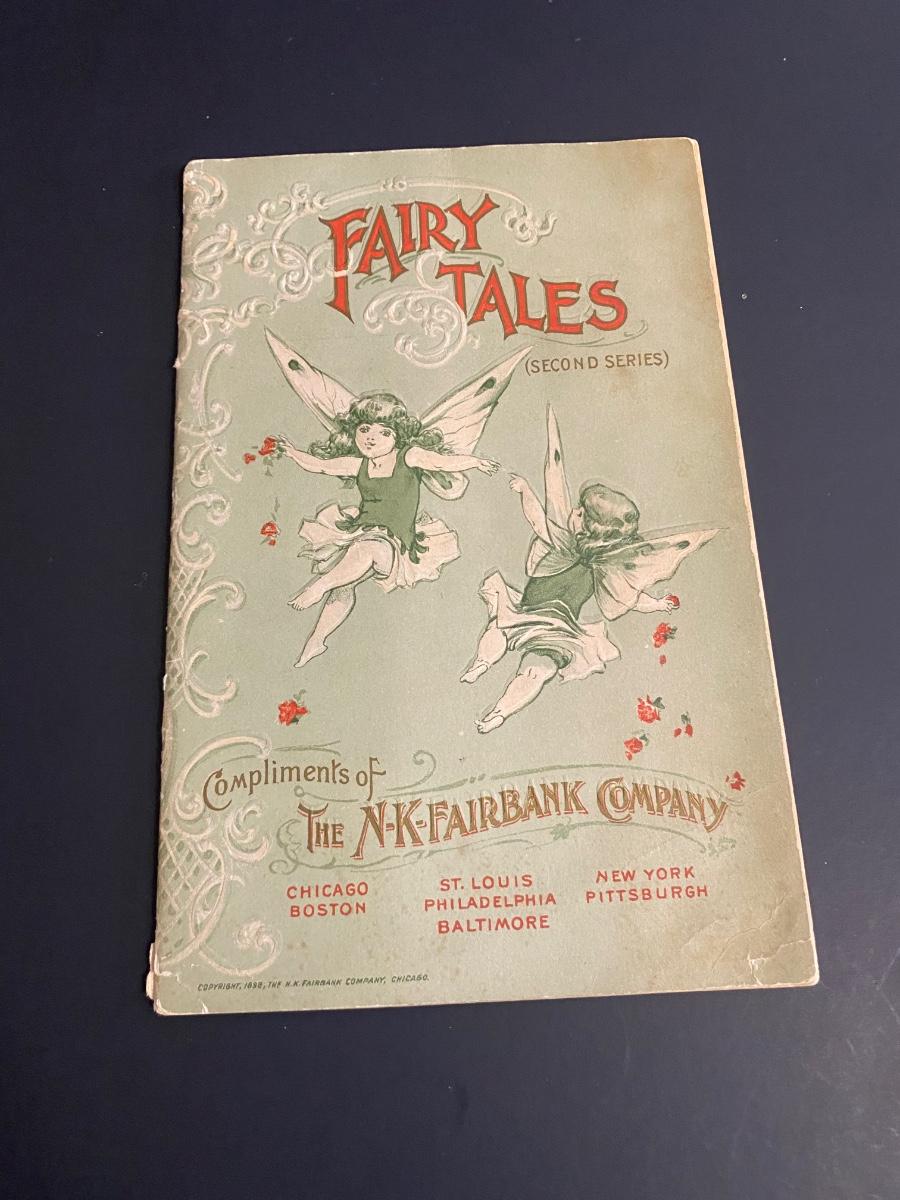 FAIRY
TALES
(SECOND SERIES)
Compliments of
THE N-K-FAIRBANK COMPANY
CHICAGO
BOSTON
ST. LOUIS
PHILADELPHIA
BALTIMORE
NEW YORK
PITTSBURGH
COPYRIGHT, 1898, THE N.K. FAIRBANK COMPANY, CHICAGO.